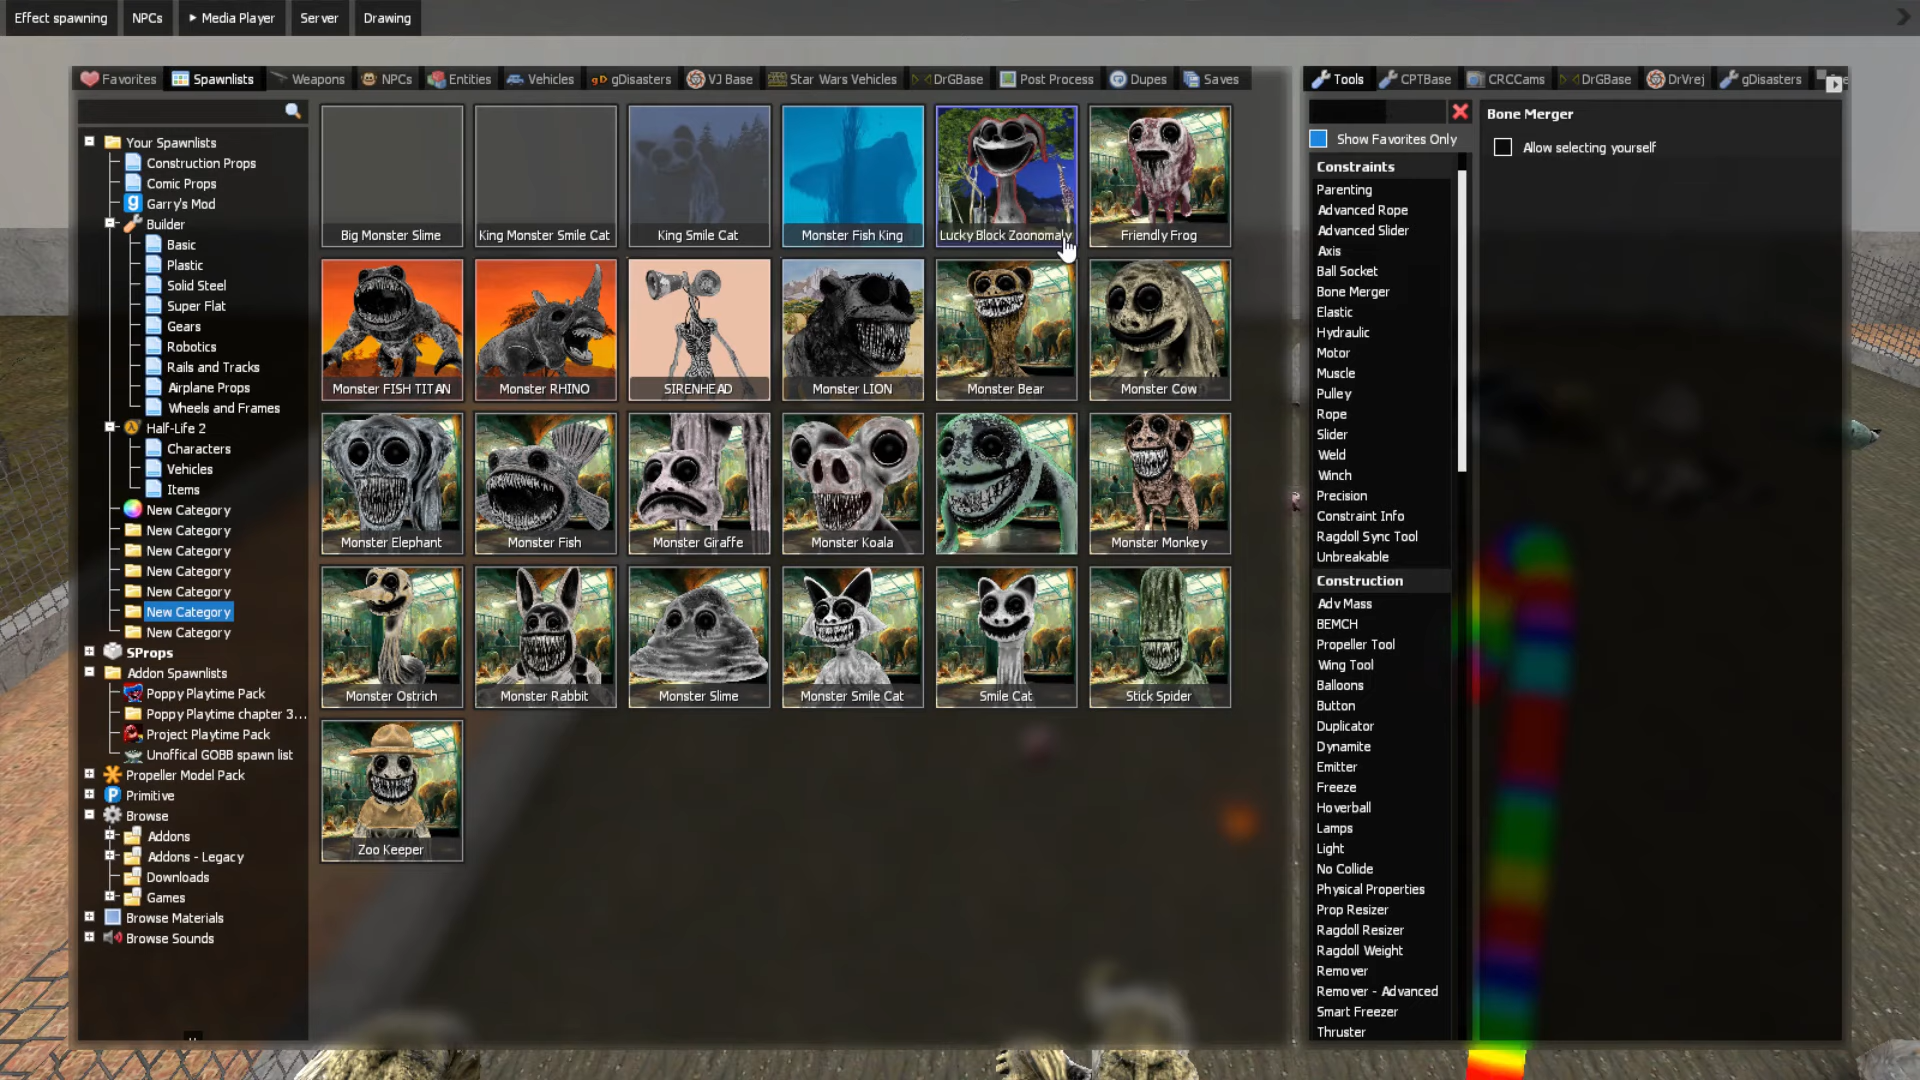 Effect spawning
NPCs
Media Player
Server
Drawing
Favorites
Spawnlists
Weapons
NPCs
Entities
Vehicles
gDisasters
VJ Base
Star Wars Vehicles
DrGBase
Post Process
Dupes
Saves
Tools
CPTBase
CRCCams
DrGBase
DrVrej
gDisasters
Your Spawnlists
Construction Props
Comic Props
Garry's Mod
Builder
Basic
Plastic
Solid Steel
Super Flat
Gears
Robotics
Rails and Tracks
Airplane Props
Wheels and Frames
Half-Life 2
Characters
Vehicles
Items
New Category
New Category
New Category
New Category
New Category
New Category
New Category
SProps
Addon Spawnlists
Poppy Playtime Pack
Poppy Playtime chapter 3...
Project Playtime Pack
Unoffical GOBB spawn list
Propeller Model Pack
Primitive
Browse
Addons
Addons - Legacy
Downloads
Games
Browse Materials
Browse Sounds
Big Monster Slime
King Monster Smile Cat
King Smile Cat
Monster Fish King
Lucky Block Zoonomaly
Friendly Frog
Monster FISH TITAN
Monster RHINO
SIRENHEAD
Monster LION
Monster Bear
Monster Cow
Monster Elephant
Monster Fish
Monster Giraffe
Monster Koala
Monster Monkey
Monster Ostrich
Monster Rabbit
Monster Slime
Monster Smile Cat
Smile Cat
Stick Spider
Zoo Keeper
Show Favorites Only
Constraints
Parenting
Advanced Rope
Advanced Slider
Axis
Ball Socket
Bone Merger
Elastic
Hydraulic
Motor
Muscle
Pulley
Rope
Slider
Weld
Winch
Precision
Constraint Info
Ragdoll Sync Tool
Unbreakable
Construction
Adv Mass
BEMCH
Propeller Tool
Wing Tool
Balloons
Button
Duplicator
Dynamite
Emitter
Freeze
Hoverball
Lamps
Light
No Collide
Physical Properties
Prop Resizer
Ragdoll Resizer
Ragdoll Weight
Remover
Remover - Advanced
Smart Freezer
Thruster
Bone Merger
Allow selecting yourself